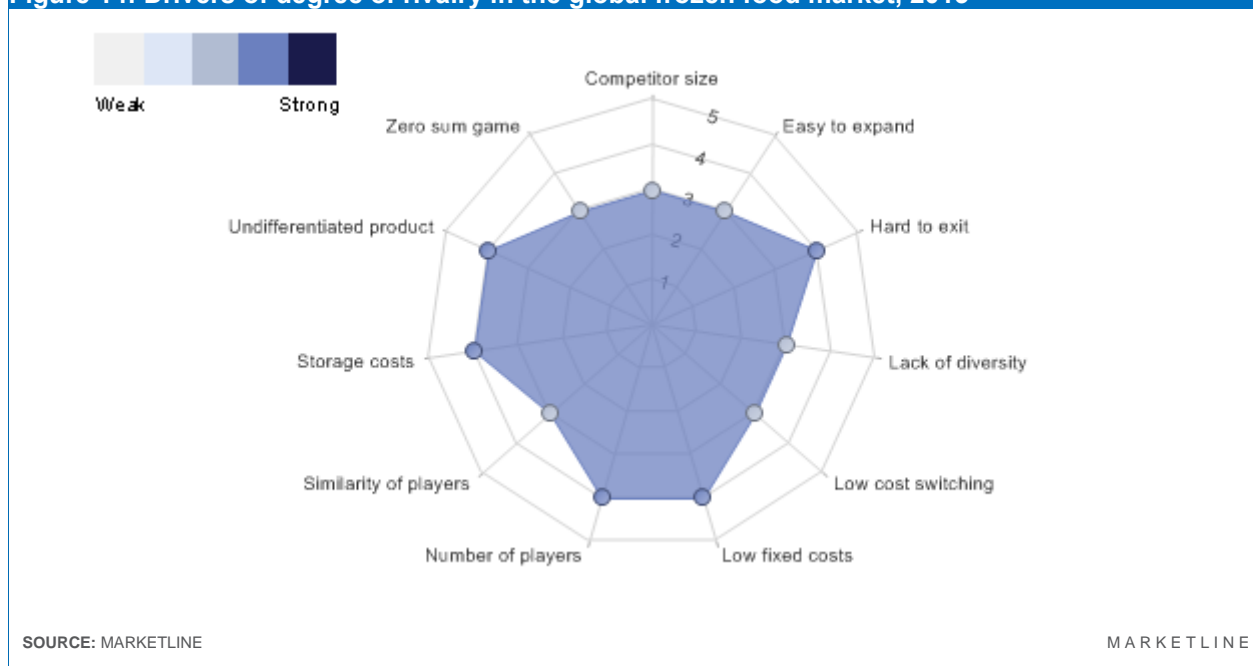 Weak
Strong
Competitor size
Zero sum game
5
Easy to expand
4
3
Undifferentiated product
Hard to exit
2
1
Storage costs
Lack of diversity
Similarity of players
Low cost switching
Number of players
Low fixed costs
SOURCE: MARKETLINE
MARKETLINE